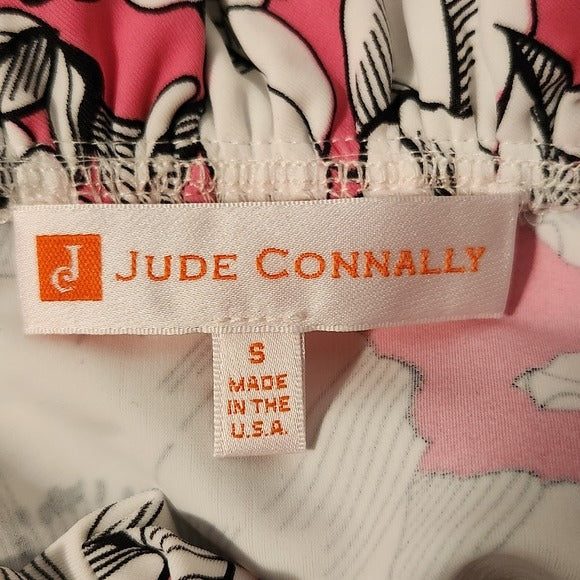 JC JUDE CONNALLY
S
MADE
IN THE
U.S.A.